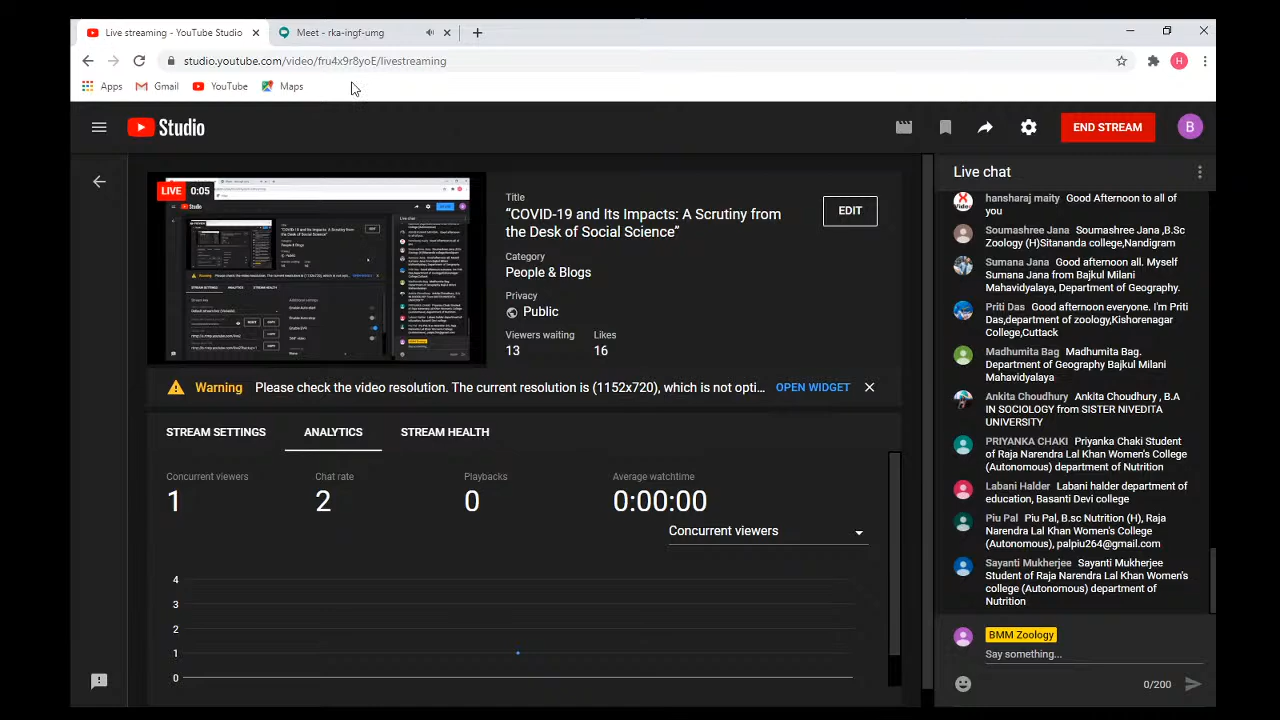 Live streaming - YouTube Studio
Meet - rka-ingf-umg
studio.youtube.com/video/fru4x9r8yoE/livestreaming
H
Apps
Gmail
YouTube
Maps
Studio
END STREAM
B
LIVE 0:05
Title
“COVID-19 and Its Impacts: A Scrutiny from
the Desk of Social Science”
EDIT
Category
People & Blogs
Privacy
Public
Viewers waiting
13
Likes
16
Warning Please check the video resolution. The current resolution is (1152x720), which is not opti...
OPEN WIDGET
STREAM SETTINGS
ANALYTICS
STREAM HEALTH
Concurrent viewers
1
Chat rate
2
Playbacks
0
Average watchtime
0:00:00
Concurrent viewers
4
3
2
1
0
Live chat
hansharaj maity Good Afternoon to all of
you
Soumashree Jana Soumashree Jana ,B.Sc
Zoology (H)Sitananda college,Nandigram
Sumana Jana Good afternoon all. Myself
Sumana Jana from Bajkul Milani
Mahavidyalaya, Department of Geography.
Priti Das Good afternoon everyone. I'm Priti
Das, department of zoology,Kishorenagar
College,Cuttack
Madhumita Bag Madhumita Bag.
Department of Geography Bajkul Milani
Mahavidyalaya
Ankita Choudhury Ankita Choudhury , B.A
IN SOCIOLOGY from SISTER NIVEDITA
UNIVERSITY
PRIYANKA CHAKI Priyanka Chaki Student
of Raja Narendra Lal Khan Women's College
(Autonomous) department of Nutrition
Labani Halder Labani halder department of
education, Basanti Devi college
Piu Pal Piu Pal, B.sc Nutrition (H), Raja
Narendra Lal Khan Women's College
(Autonomous), palpiu264@gmail.com
Sayanti Mukherjee
Student of Raja Narendra Lal Khan Women's
college (Autonomous) department of
Nutrition
BMM Zoology
Say something...
0/200